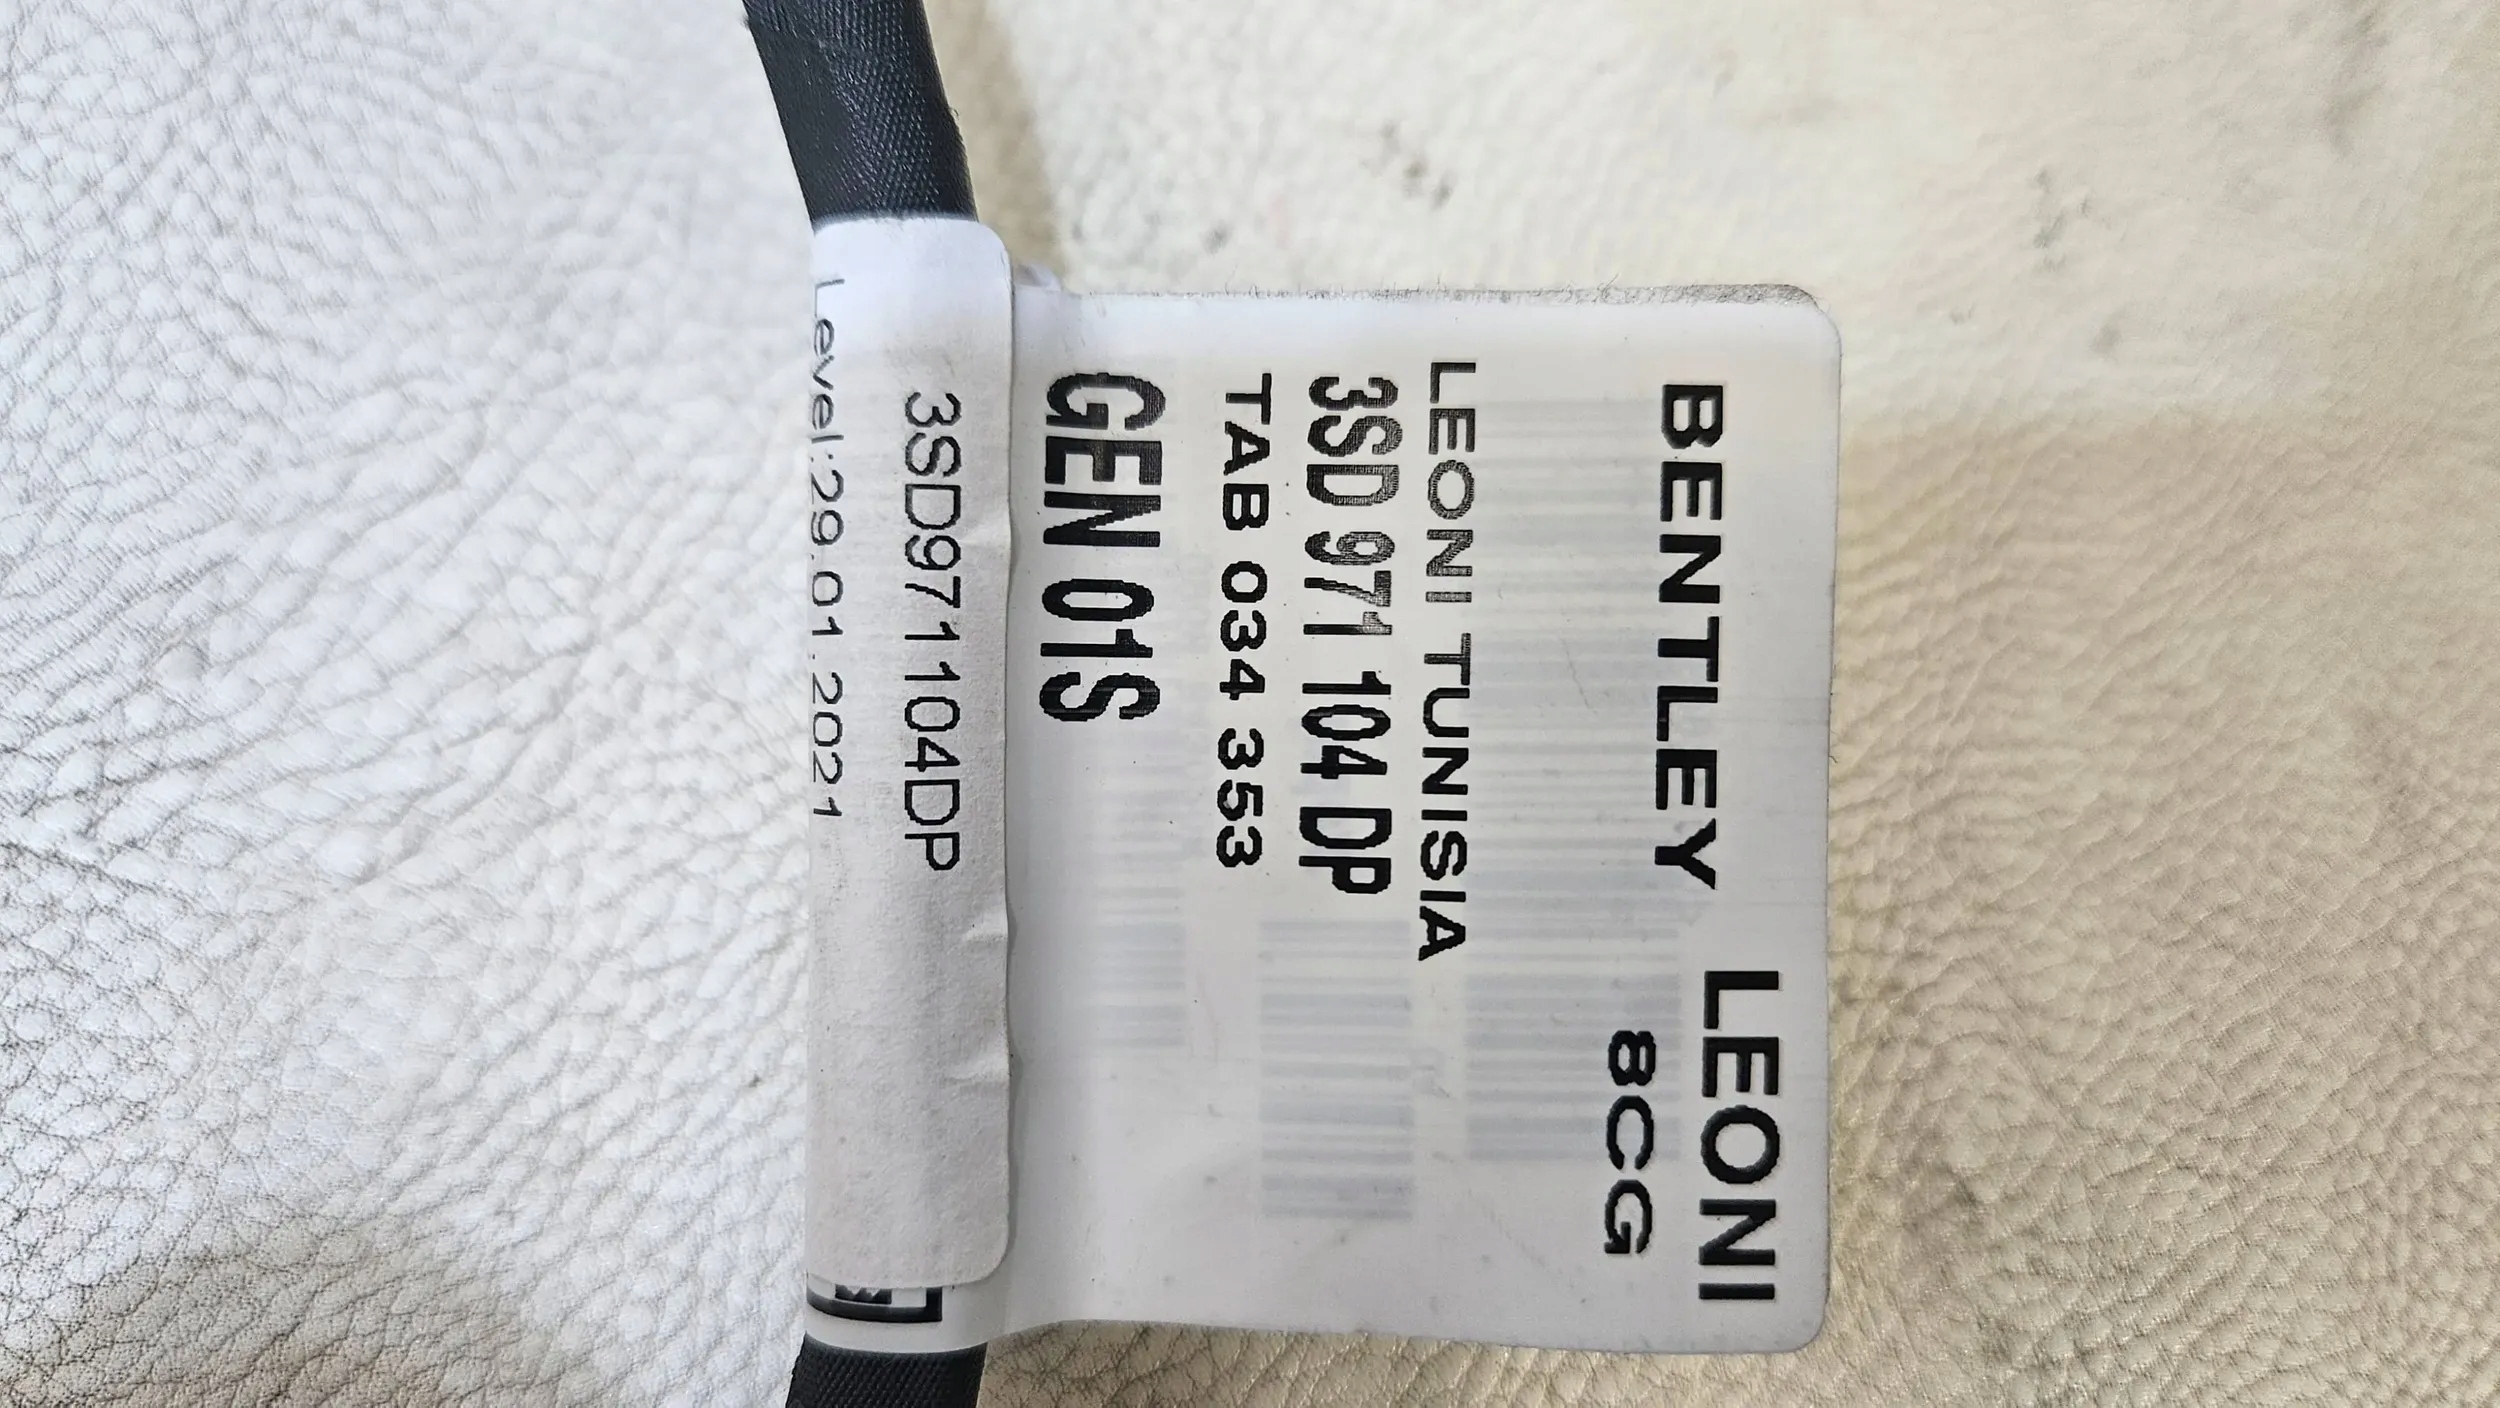 LEONI
BENTLEY
8CG
LEONI TUNISIA
3SD 971 104 DP
TAB 034 353
GEN 01S
3SD971104DP
Level:29.01.2021